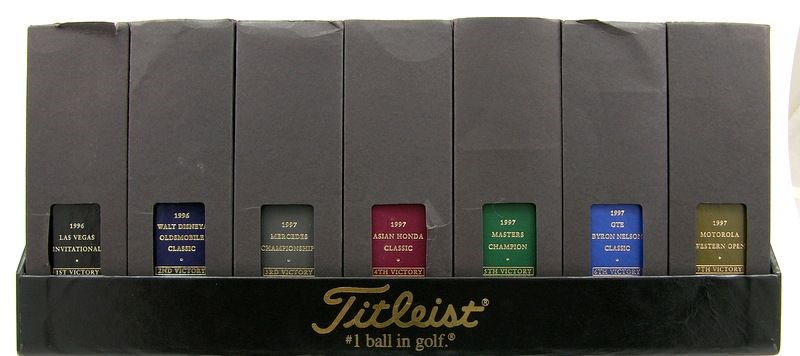 1996
LAS VEGAS
INVITATIONAL
1ST VICTORY
1996
WALT DISNEY
OLDSMOBILE
CLASSIC
2ND VICTORY
1997
MERCEDES
CHAMPIONSHIP
3RD VICTORY
1997
ASIAN HONDA
CLASSIC
4TH VICTORY
1997
MASTERS
CHAMPION
5TH VICTORY
1997
GTE
BYRON NELSON
CLASSIC
6TH VICTORY
1997
MOTOROLA
WESTERN OPEN
7TH VICTORY
Titleist®
#1 ball in golf.®